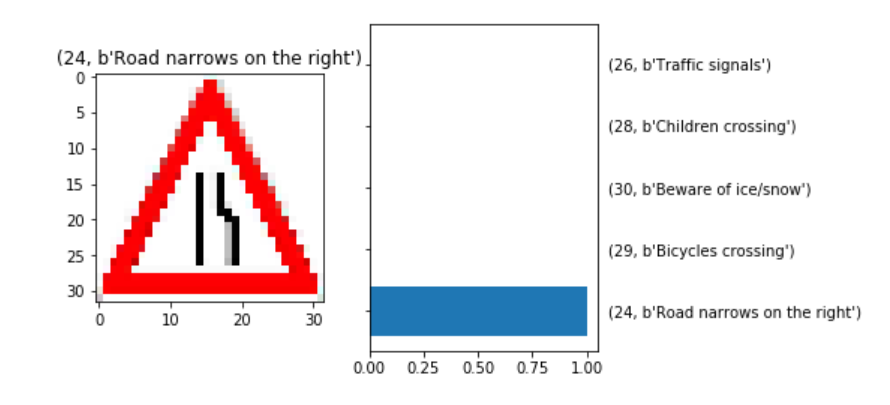 (24, b'Road narrows on the right')
0
5
10
15
20
25
30
0 10 20 30
(26, b'Traffic signals')
(28, b'Children crossing')
(30, b'Beware of ice/snow')
(29, b'Bicycles crossing')
(24, b'Road narrows on the right')
0.00 0.25 0.50 0.75 1.00